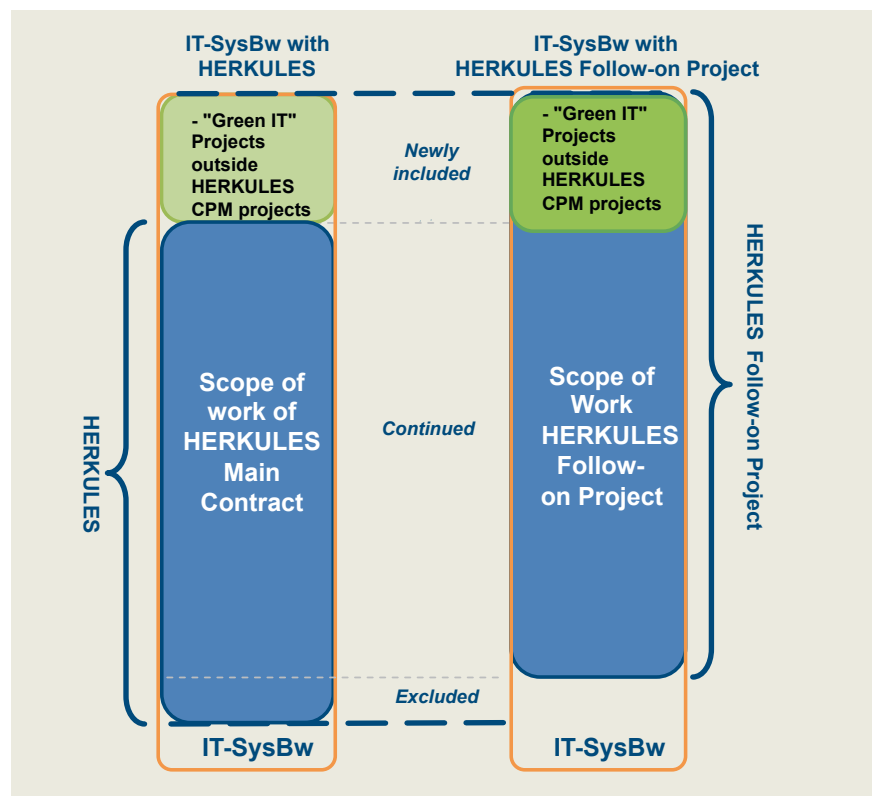 IT-SysBw with
HERKULES
IT-SysBw with
HERKULES Follow-on Project
- "Green IT"
Projects
outside
HERKULES
CPM projects
Newly
included
- "Green IT"
Projects
outside
HERKULES
CPM projects
HERKULES
Scope of
work of
HERKULES
Main
Contract
Continued
Scope of
Work
HERKULES
Follow-
on Project
HERKULES Follow-on Project
Excluded
IT-SysBw
IT-SysBw